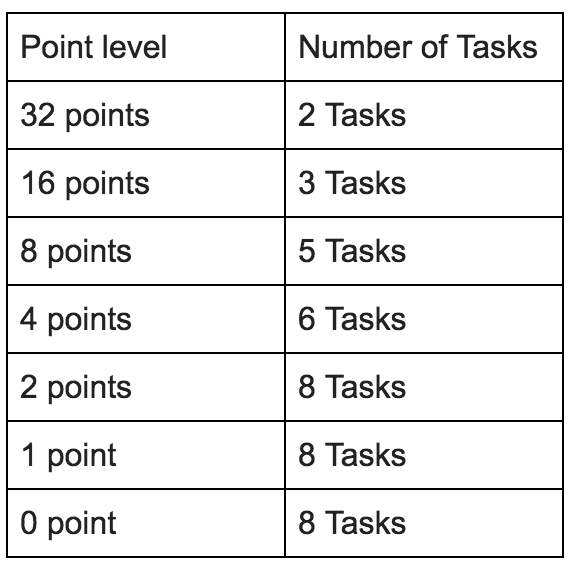 Point level Number of Tasks
32 points 2 Tasks
16 points 3 Tasks
8 points 5 Tasks
4 points 6 Tasks
2 points 8 Tasks
1 point 8 Tasks
0 point 8 Tasks